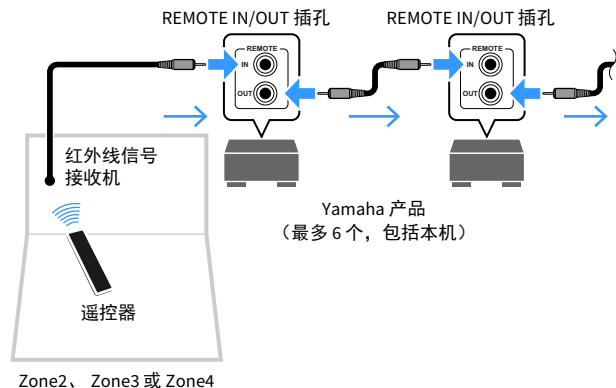 REMOTE IN/OUT 插孔
REMOTE IN/OUT 插孔
REMOTE
IN
OUT
REMOTE
IN
OUT
红外线信号
接收机
Yamaha 产品
（最多 6 个，包括本机）
遥控器
Zone2、 Zone3 或 Zone4